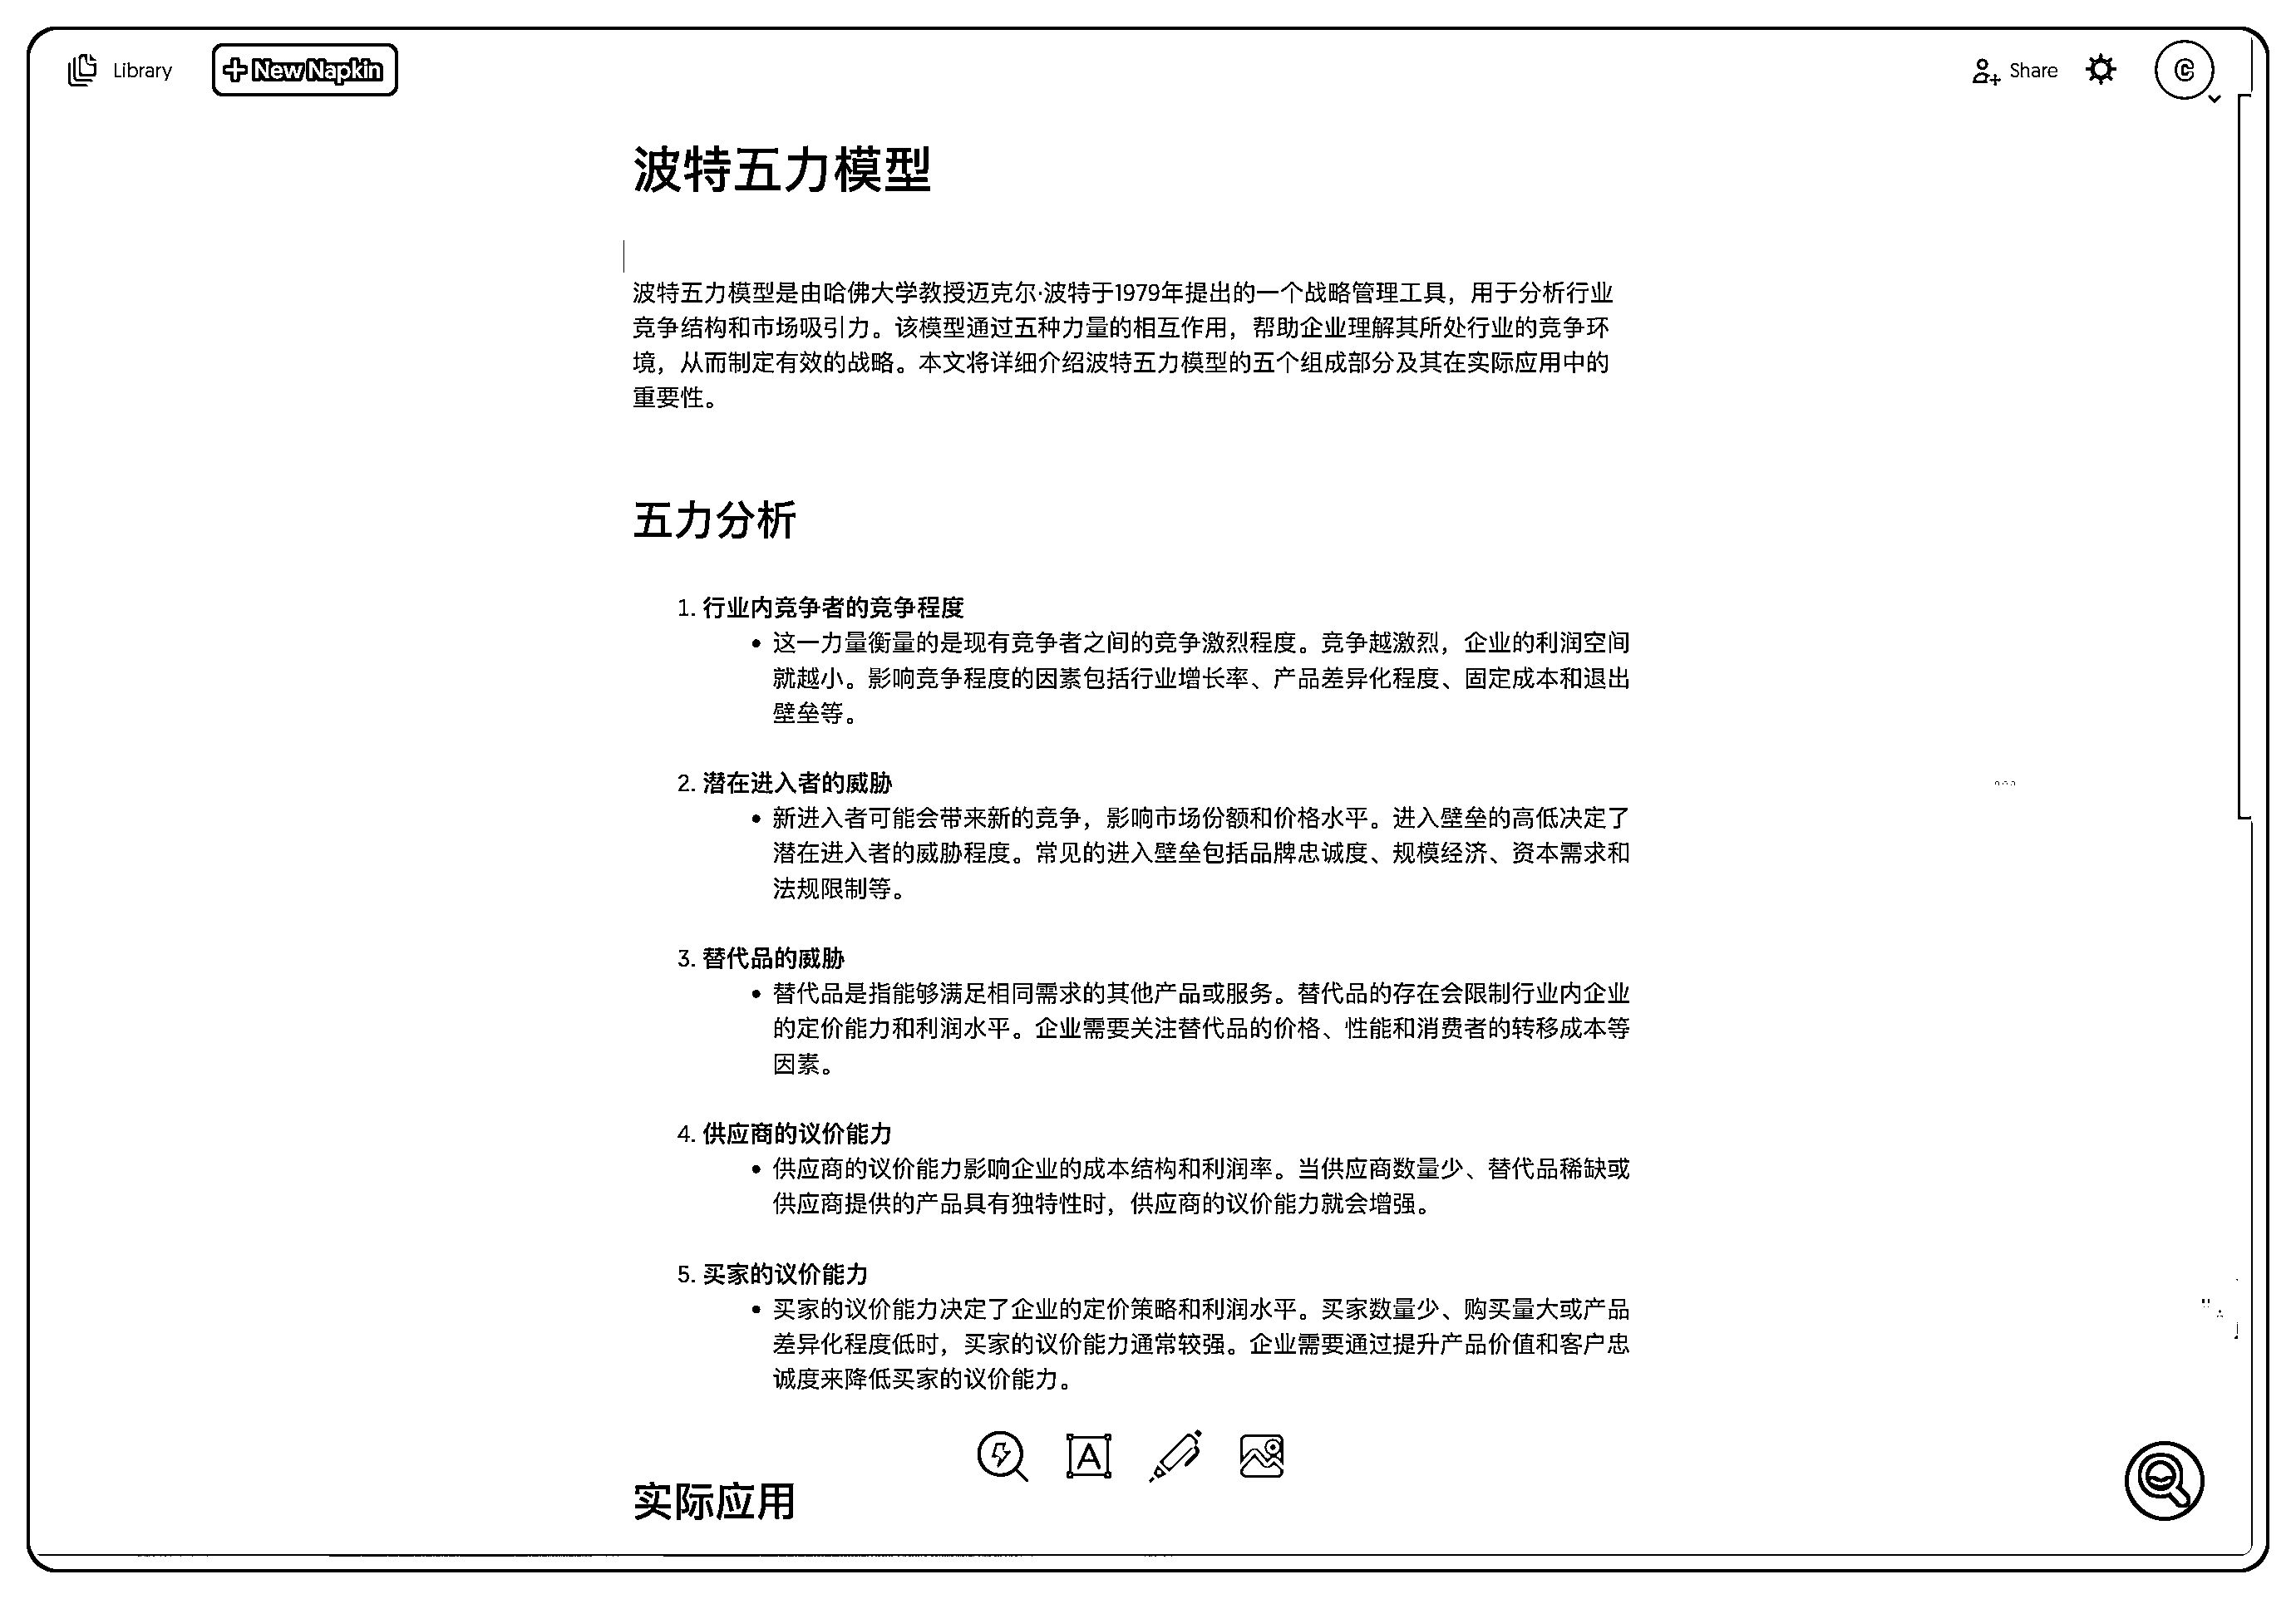 Library
New Napkin
Share
C
波特五力模型
波特五力模型是由哈佛大学教授迈克尔·波特于1979年提出的一个战略管理工具，用于分析行业
竞争结构和市场吸引力。该模型通过五种力量的相互作用，帮助企业理解其所处行业的竞争环
境，从而制定有效的战略。本文将详细介绍波特五力模型的五个组成部分及其在实际应用中的
重要性。
五力分析
1. 行业内竞争者的竞争程度
• 这一力量衡量的是现有竞争者之间的竞争激烈程度。竞争越激烈，企业的利润空间
就越小。影响竞争程度的因素包括行业增长率、产品差异化程度、固定成本和退出
壁垒等。
2. 潜在进入者的威胁
• 新进入者可能会带来新的竞争，影响市场份额和价格水平。进入壁垒的高低决定了
潜在进入者的威胁程度。常见的进入壁垒包括品牌忠诚度、规模经济、资本需求和
法规限制等。
3. 替代品的威胁
• 替代品是指能够满足相同需求的其他产品或服务。替代品的存在会限制行业内企业
的定价能力和利润水平。企业需要关注替代品的价格、性能和消费者的转移成本等
因素。
4. 供应商的议价能力
• 供应商的议价能力影响企业的成本结构和利润率。当供应商数量少、替代品稀缺或
供应商提供的产品具有独特性时，供应商的议价能力就会增强。
5. 买家的议价能力
• 买家的议价能力决定了企业的定价策略和利润水平。买家数量少、购买量大或产品
差异化程度低时，买家的议价能力通常较强。企业需要通过提升产品价值和客户忠
诚度来降低买家的议价能力。
A
实际应用